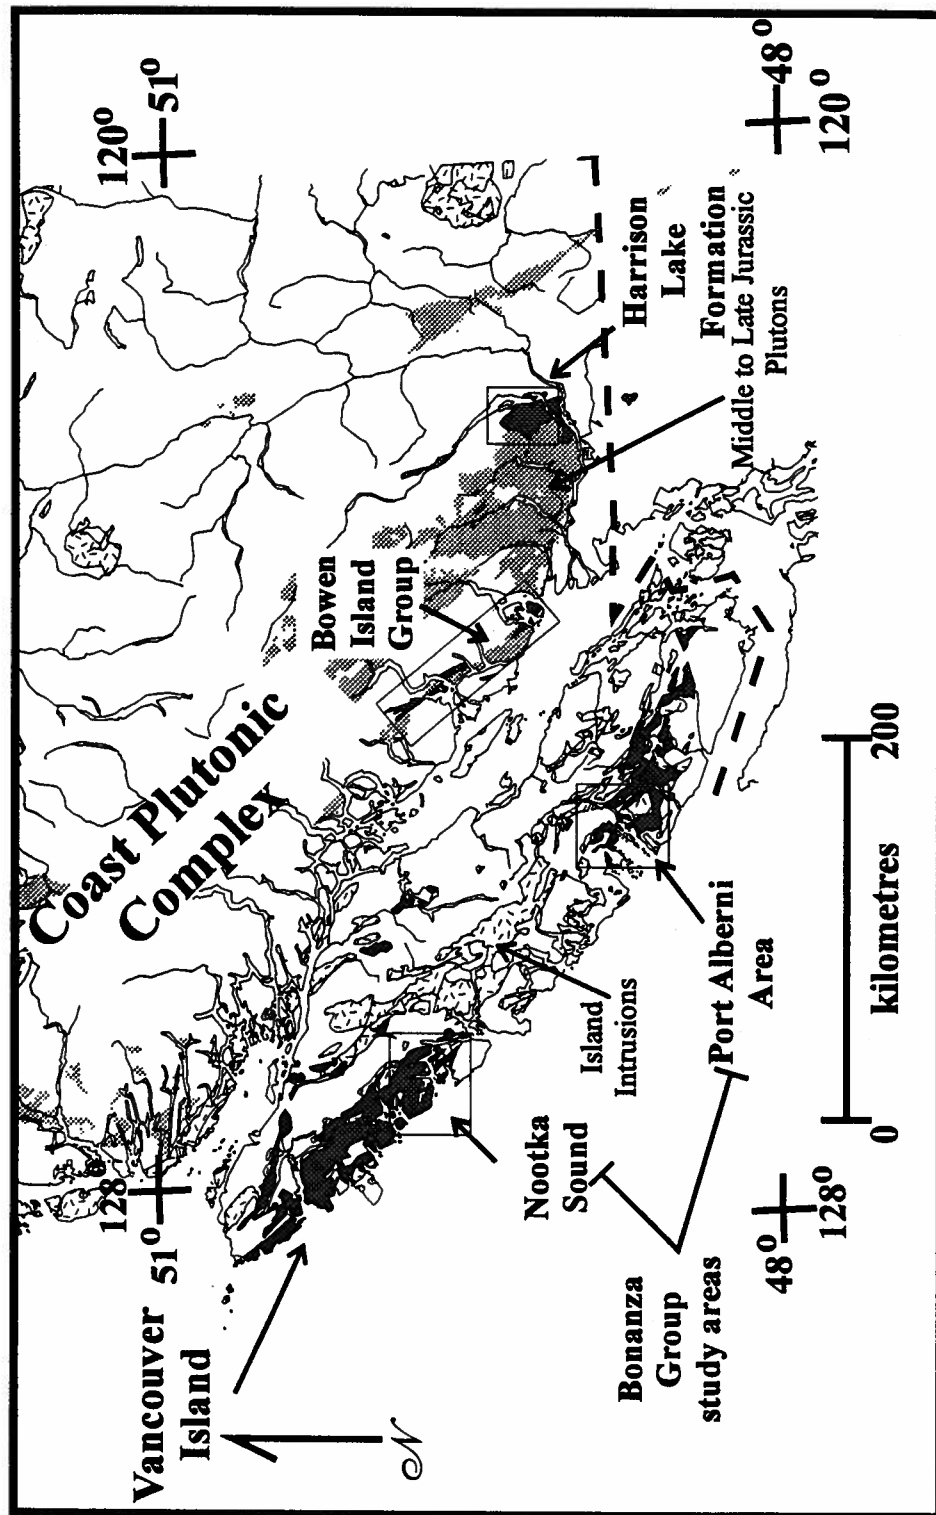 Vancouver
Island
N
128
51°
120°
51°
Coast Plutonic
Complex
Bowen
Island
Group
Harrison
Lake
Formation
Middle to Late Jurassic
Plutons
Nootka
Sound
Island
Intrusions
Port Alberni
Area
Bonanza
Group
study areas
48°
128°
48°
120°
0
kilometres
200